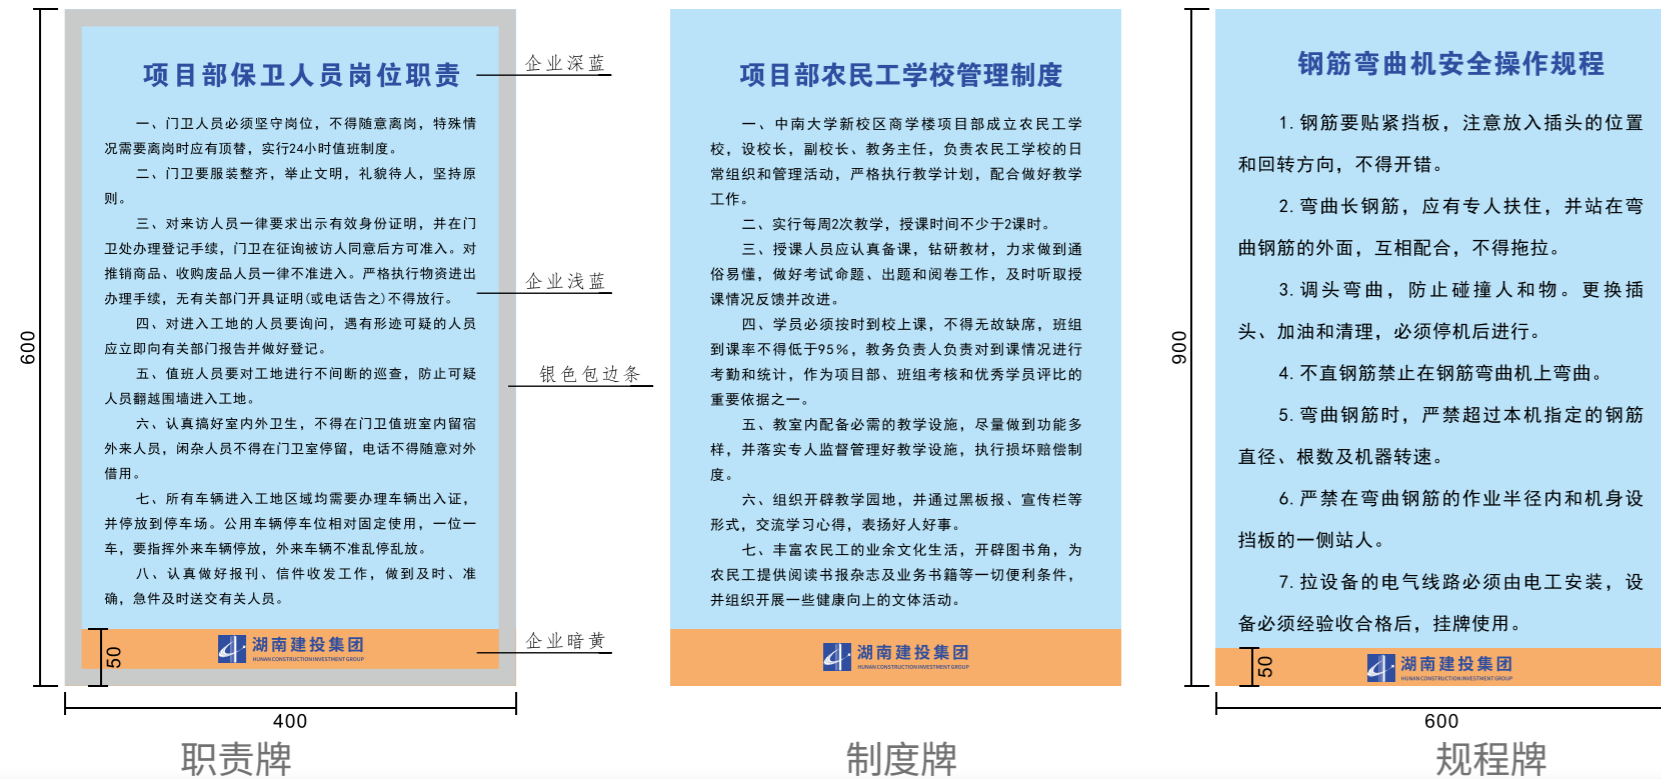 项目部保卫人员岗位职责
一、门卫人员必须坚守岗位，不得随意离岗，特殊情
况需要离岗时应有顶替，实行24小时值班制度。
二、门卫要服装整齐，举止文明，礼貌待人，坚持原
则。
三、对来访人员一律要求出示有效身份证明，并在门
卫处办理登记手续，门卫在征询被访人同意后方可准入。对
推销商品、收购废品人员一律不准进入。严格执行物资进出
办理手续，无有关部门开具证明(或电话告之)不得放行。
四、对进入工地的人员要询问，遇有形迹可疑的人员
应立即向有关部门报告并做好登记。
五、值班人员要对工地进行不间断的巡查，防止可疑
人员翻越围墙进入工地。
六、认真搞好室内外卫生，不得在门卫值班室内留宿
外来人员，闲杂人员不得在门卫室停留，电话不得随意对外
借用。
七、所有车辆进入工地区域均需要办理车辆出入证，
并停放到停车场。公用车辆停车位相对固定使用，一位一
车，要指挥外来车辆停放，外来车辆不准乱停乱放。
八、认真做好报刊、信件收发工作，做到及时、准
确，急件及时送交有关人员。
湖南建投集团
HUNAN CONSTRUCTION INVESTMENT GROUP
600
50
400
职责牌
企业深蓝
企业浅蓝
银色包边条
企业暗黄
项目部农民工学校管理制度
一、中南大学新校区商学楼项目部成立农民工学
校，设校长，副校长、教务主任，负责农民工学校的日
常组织和管理活动，严格执行教学计划，配合做好教学
工作。
二、实行每周2次教学，授课时间不少于2课时。
三、授课人员应认真备课，钻研教材，力求做到通
俗易懂，做好考试命题、出题和阅卷工作，及时听取授
课情况反馈并改进。
四、学员必须按时到校上课，不得无故缺席，班组
到课率不得低于95%，教务负责人负责对到课情况进行
考勤和统计，作为项目部、班组考核和优秀学员评比的
重要依据之一。
五、教室内配备必需的教学设施，尽量做到功能多
样，并落实专人监督管理好教学设施，执行损坏赔偿制
度。
六、组织开辟教学园地，并通过黑板报、宣传栏等
形式，交流学习心得，表扬好人好事。
七、丰富农民工的业余文化生活，开辟图书角，为
农民工提供阅读书报杂志及业务书籍等一切便利条件，
并组织开展一些健康向上的文体活动。
湖南建投集团
HUNAN CONSTRUCTION INVESTMENT GROUP
制度牌
钢筋弯曲机安全操作规程
1.钢筋要贴紧挡板，注意放入插头的位置
和回转方向，不得开错。
2.弯曲长钢筋，应有专人扶住，并站在弯
曲钢筋的外面，互相配合，不得拖拉。
3.调头弯曲，防止碰撞人和物。更换插
头、加油和清理，必须停机后进行。
4.不直钢筋禁止在钢筋弯曲机上弯曲。
5.弯曲钢筋时，严禁超过本机指定的钢筋
直径、根数及机器转速。
6.严禁在弯曲钢筋的作业半径内和机身设
挡板的一侧站人。
7.拉设备的电气线路必须由电工安装，设
备必须经验收合格后，挂牌使用。
湖南建投集团
HUNAN CONSTRUCTION INVESTMENT GROUP
900
50
600
规程牌